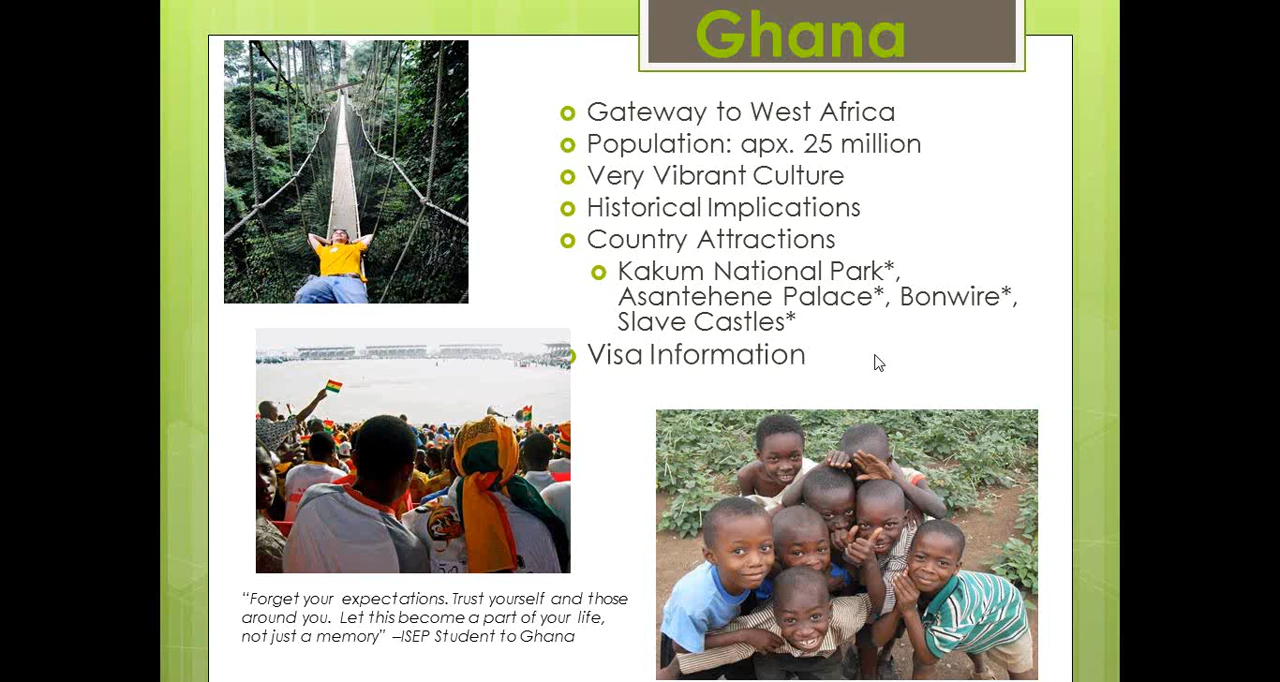 Ghana
Gateway to West Africa
Population: apx. 25 million
Very Vibrant Culture
Historical Implications
Country Attractions
Kakum National Park*,
Asantehene Palace*, Bonwire*,
Slave Castles*
Visa Information
“Forget your expectations. Trust yourself and those
around you. Let this become a part of your life,
not just a memory” –ISEP Student to Ghana